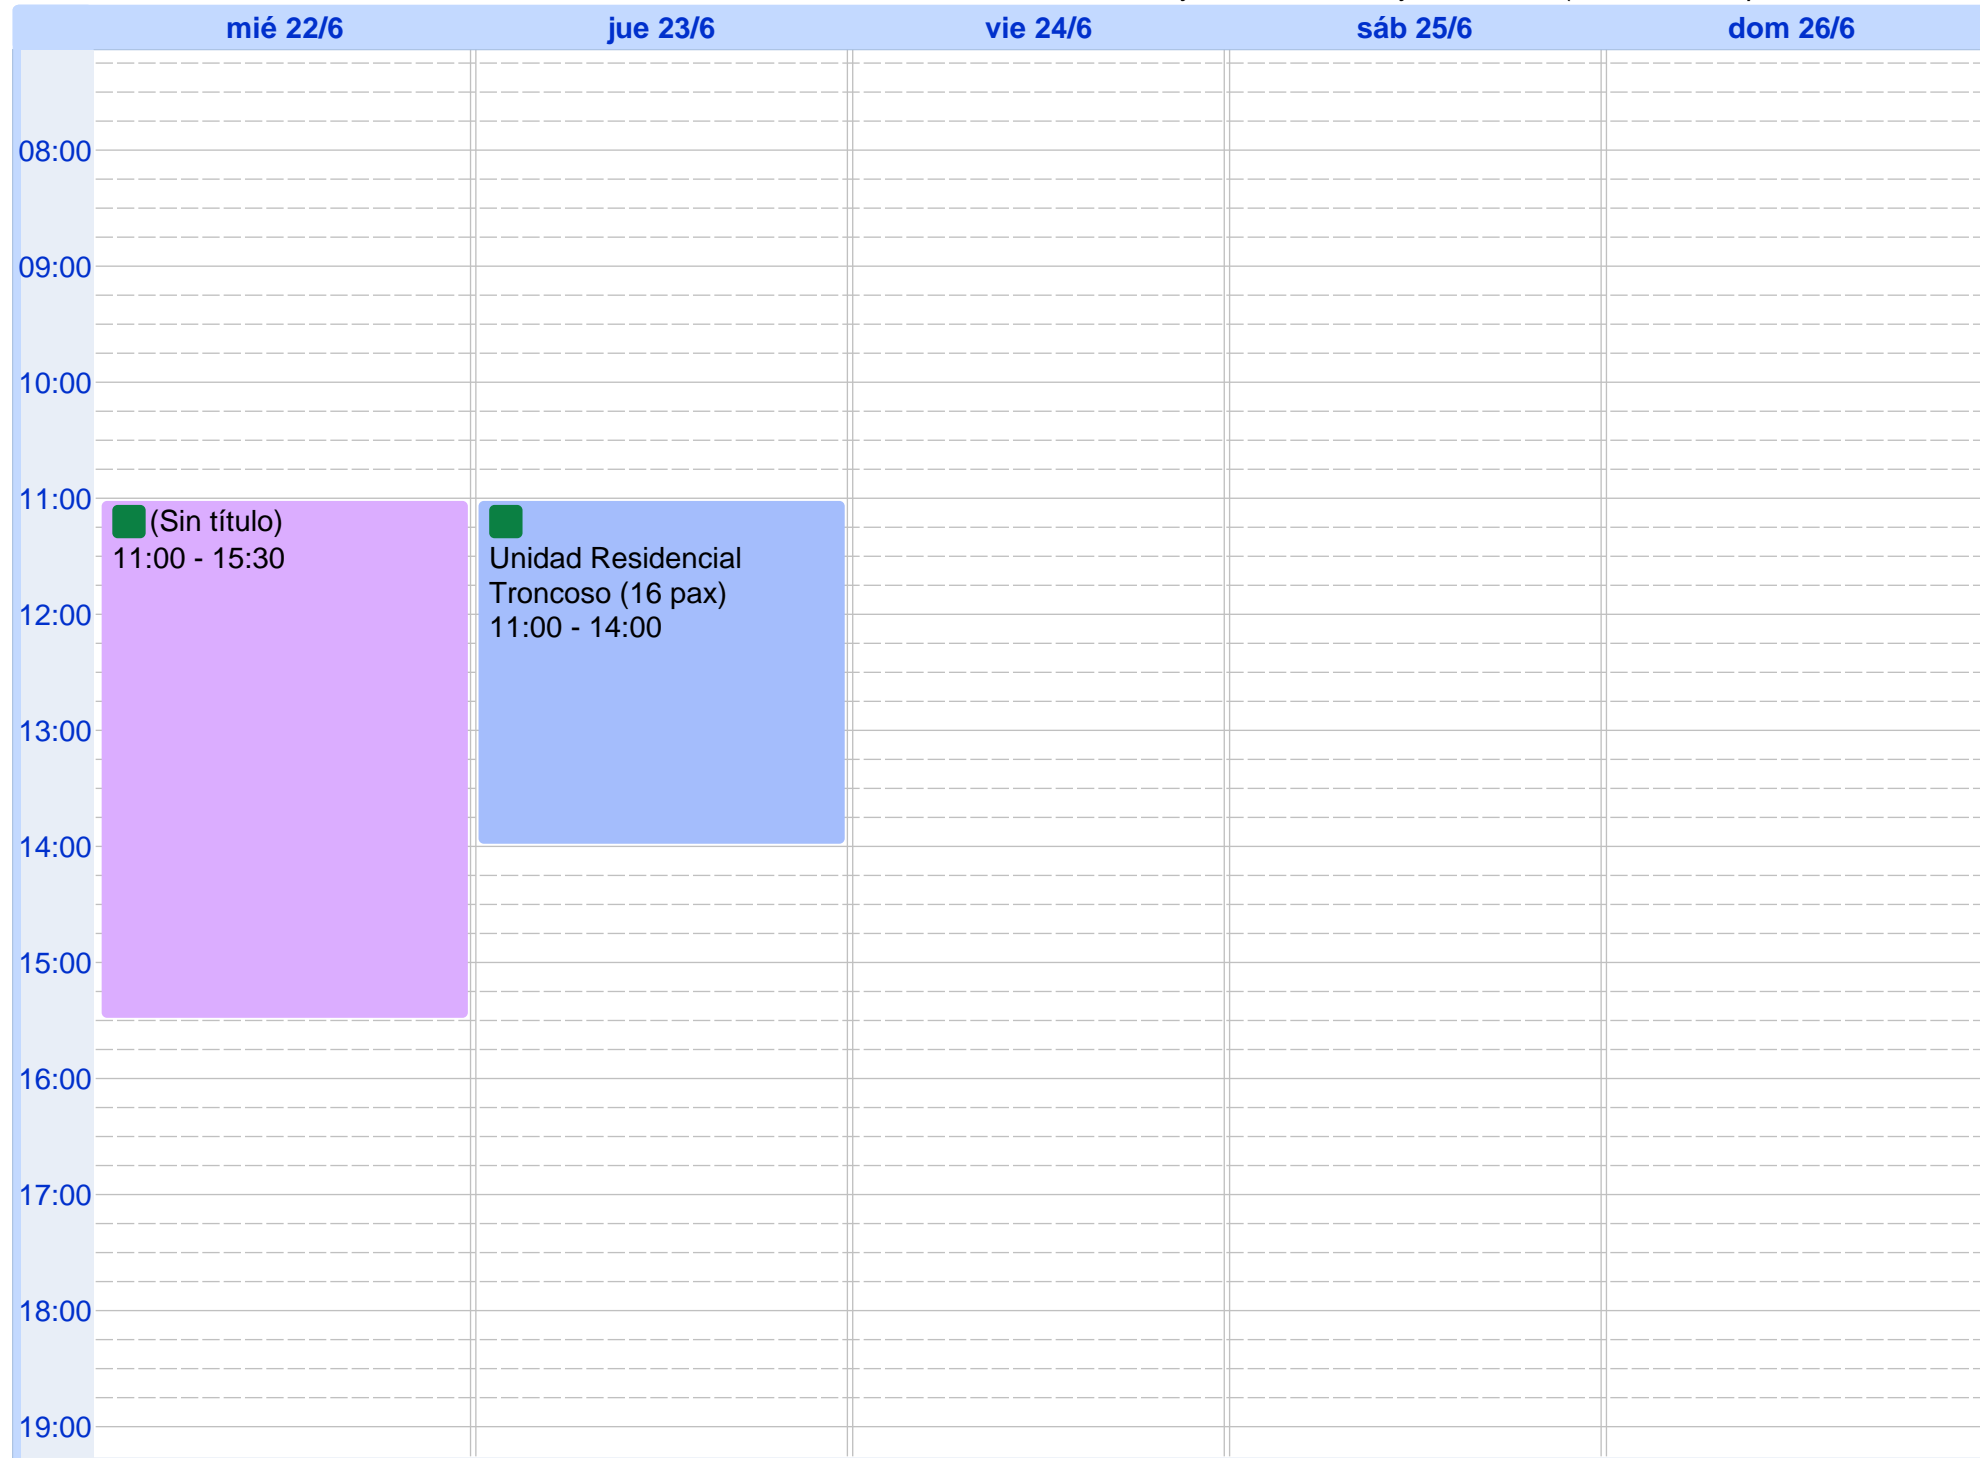 mié 22/6 jue 23/6 vie 24/6 sáb 25/6 dom 26/6
08:00
09:00
10:00
11:00
(Sin título)
11:00 - 15:30
Unidad Residencial
Troncoso (16 pax)
11:00 - 14:00
12:00
13:00
14:00
15:00
16:00
17:00
18:00
19:00